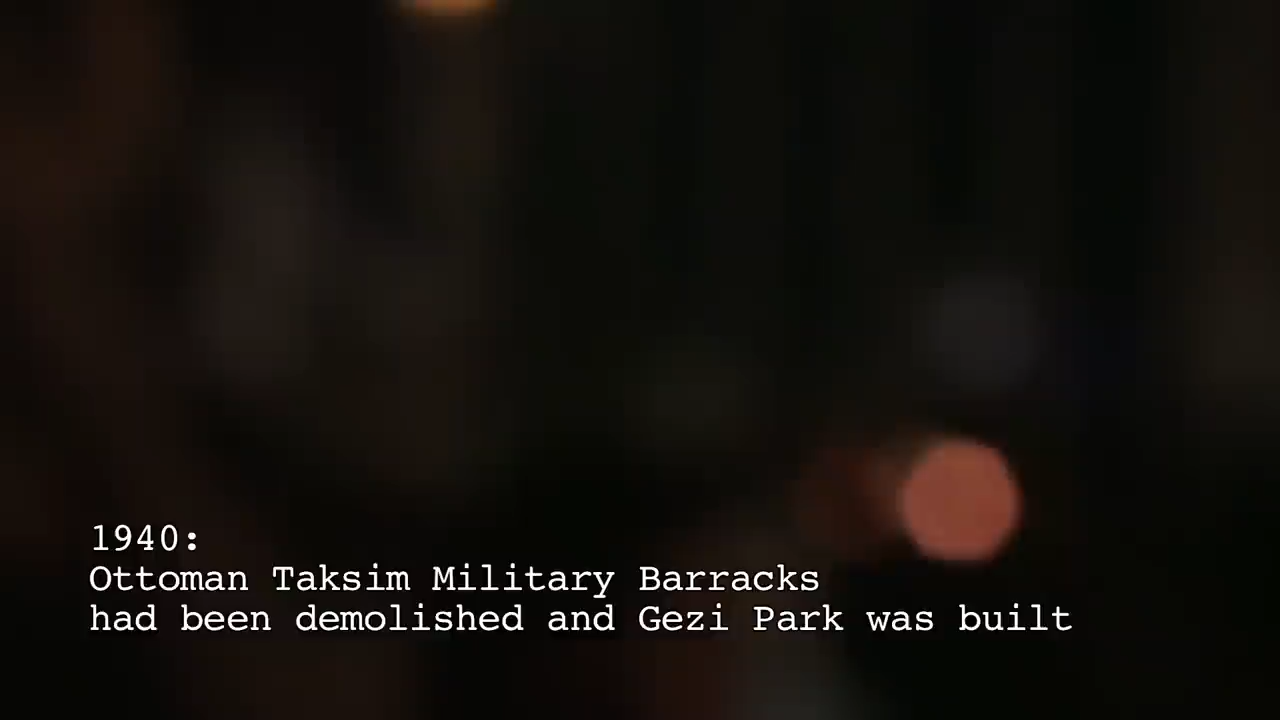 1940:
Ottoman Taksim Military Barracks
had been demolished and Gezi Park was built